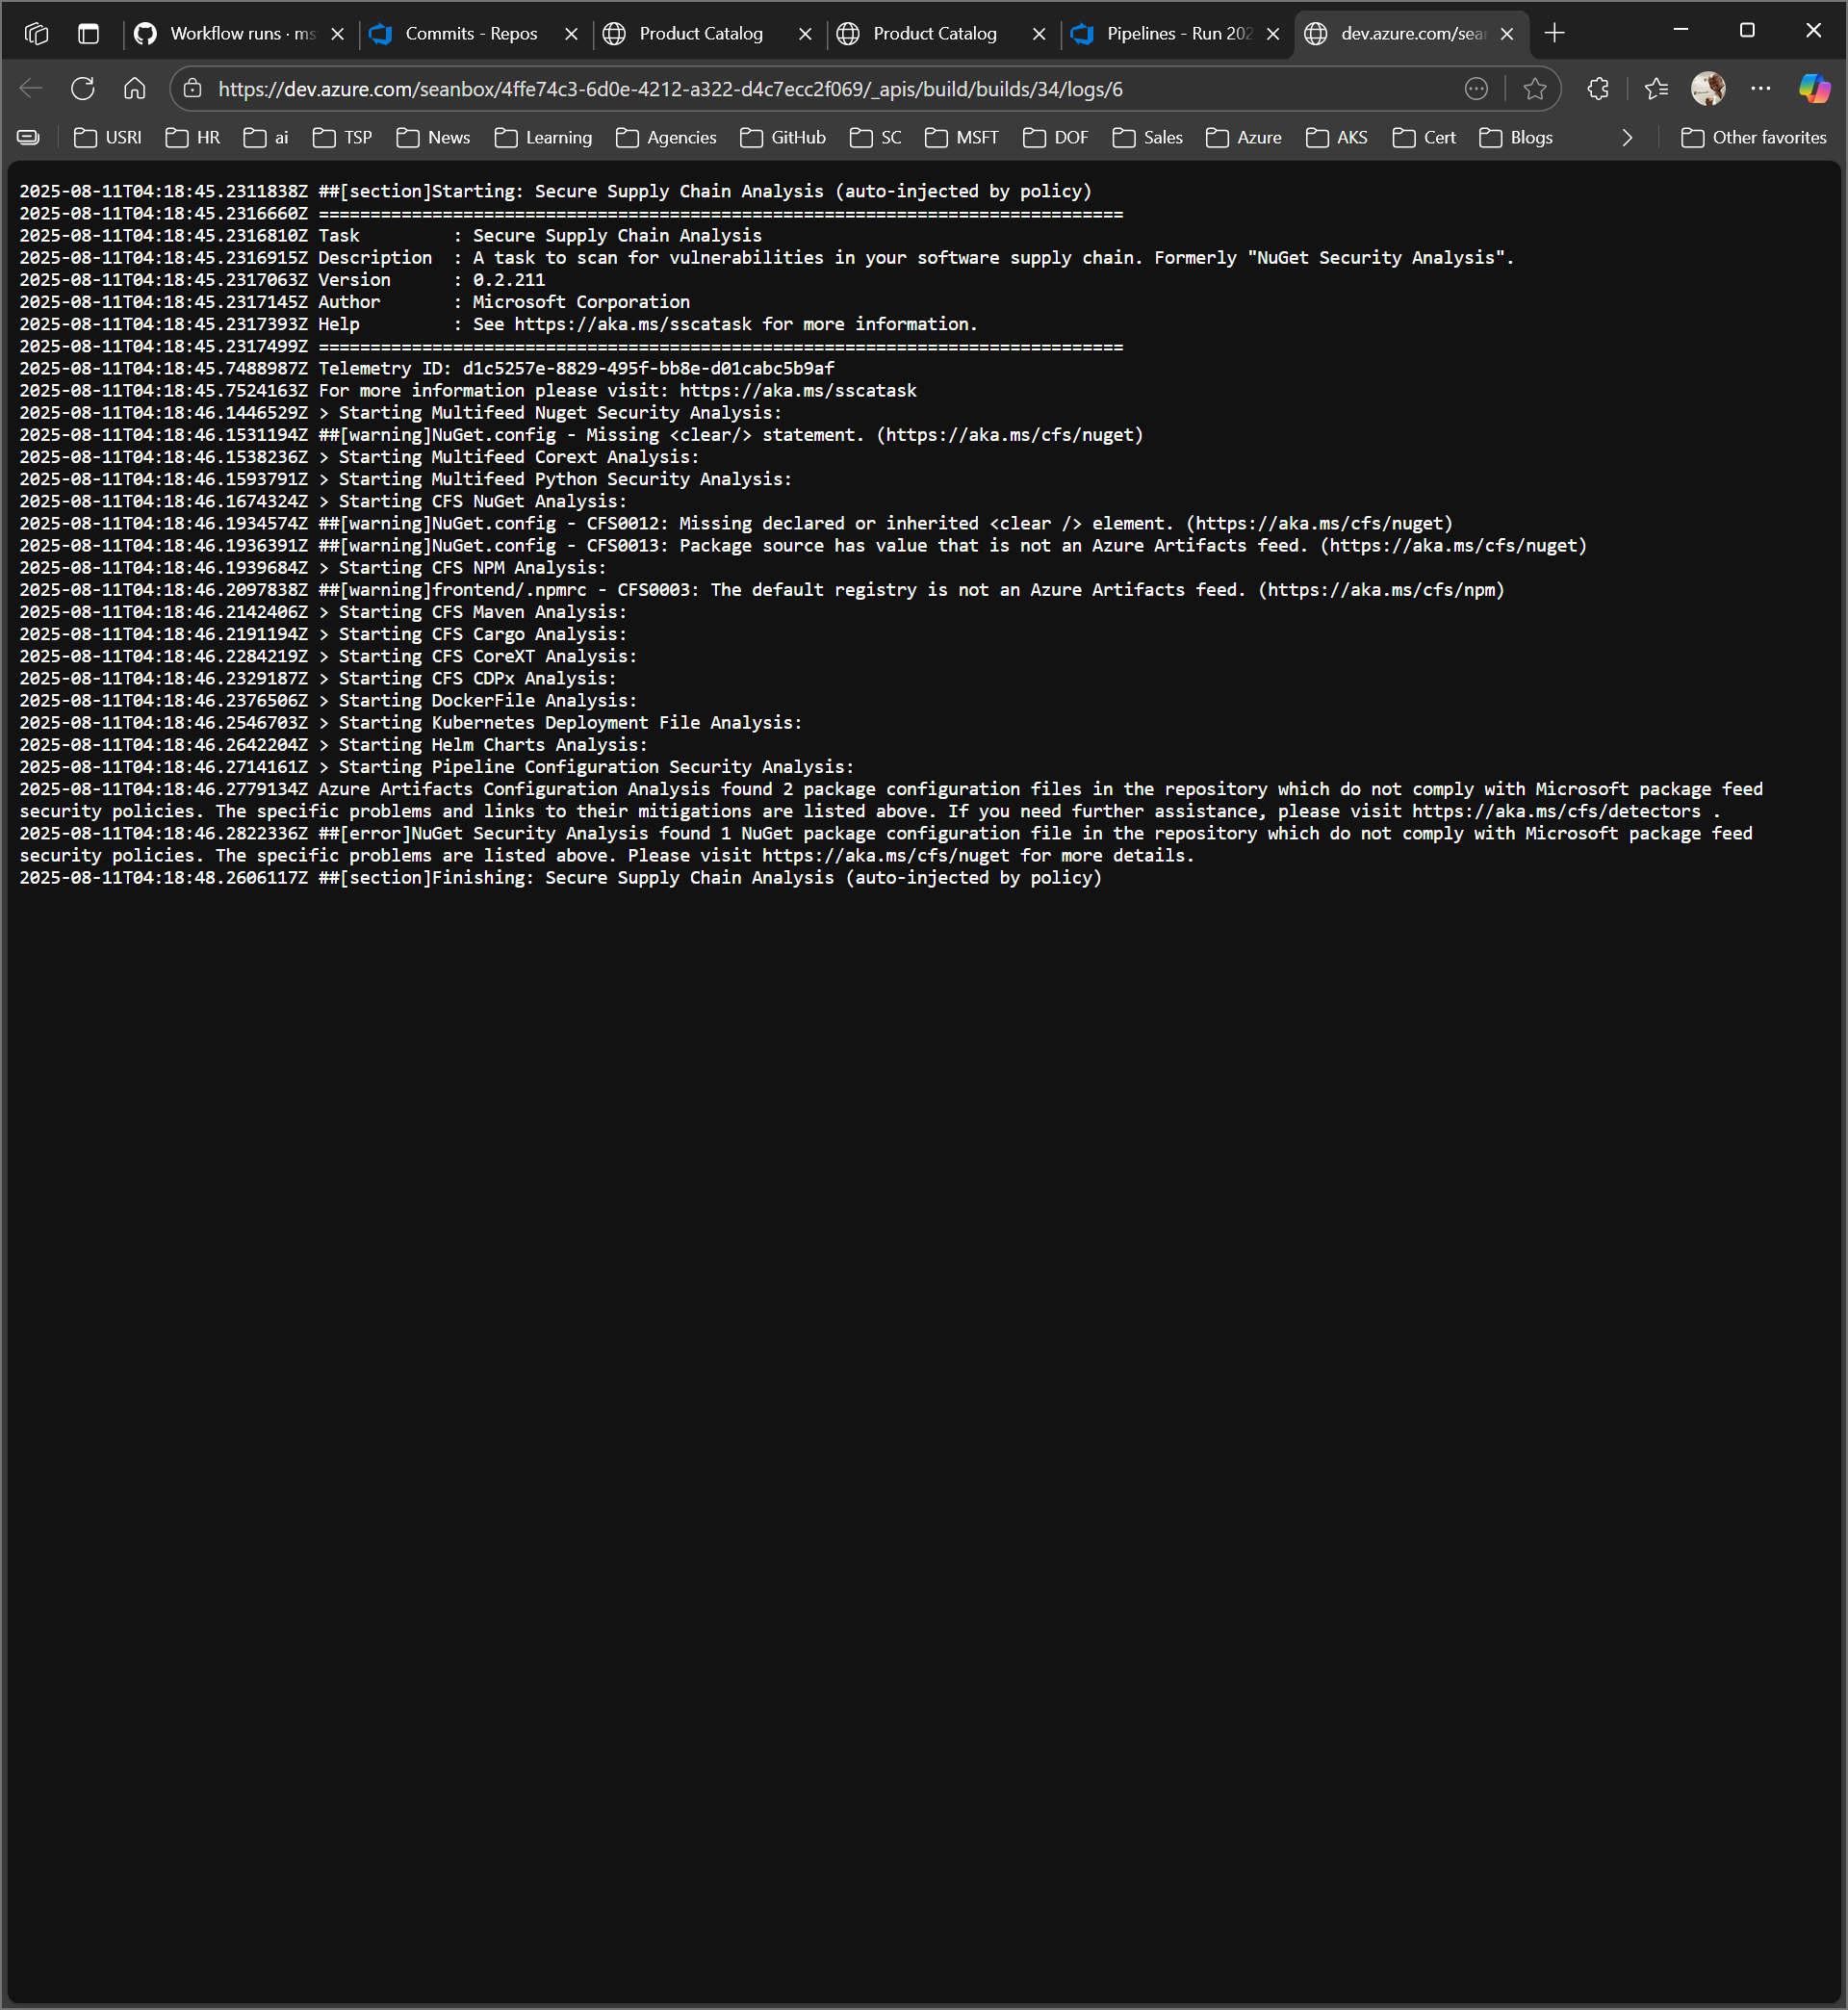 Workflow runs · ms
Commits - Repos
Product Catalog
Product Catalog
Pipelines - Run 202
dev.azure.com/sea
https://dev.azure.com/seanbox/4ffe74c3-6d0e-4212-a322-d4c7ecc2f069/_apis/build/builds/34/logs/6
USRI HR ai TSP News Learning Agencies GitHub SC MSFT DOF Sales Azure AKS Cert Blogs Other favorites
2025-08-11T04:18:45.2311838Z ##[section]Starting: Secure Supply Chain Analysis (auto-injected by policy)
2025-08-11T04:18:45.2316660Z ==============================================================================
2025-08-11T04:18:45.2316810Z Task         : Secure Supply Chain Analysis
2025-08-11T04:18:45.2316915Z Description  : A task to scan for vulnerabilities in your software supply chain. Formerly "NuGet Security Analysis".
2025-08-11T04:18:45.2317063Z Version      : 0.2.211
2025-08-11T04:18:45.2317145Z Author       : Microsoft Corporation
2025-08-11T04:18:45.2317393Z Help         : See https://aka.ms/sscatask for more information.
2025-08-11T04:18:45.2317499Z ==============================================================================
2025-08-11T04:18:45.7488987Z Telemetry ID: d1c5257e-8829-495f-bb8e-d01cabc5b9af
2025-08-11T04:18:45.7524163Z For more information please visit: https://aka.ms/sscatask
2025-08-11T04:18:46.1446529Z > Starting Multifeed Nuget Security Analysis:
2025-08-11T04:18:46.1531194Z ##[warning]NuGet.config - Missing <clear/> statement. (https://aka.ms/cfs/nuget)
2025-08-11T04:18:46.1538236Z > Starting Multifeed Corext Analysis:
2025-08-11T04:18:46.1593791Z > Starting Multifeed Python Security Analysis:
2025-08-11T04:18:46.1674324Z > Starting CFS NuGet Analysis:
2025-08-11T04:18:46.1934574Z ##[warning]NuGet.config - CFS0012: Missing declared or inherited <clear /> element. (https://aka.ms/cfs/nuget)
2025-08-11T04:18:46.1936391Z ##[warning]NuGet.config - CFS0013: Package source has value that is not an Azure Artifacts feed. (https://aka.ms/cfs/nuget)
2025-08-11T04:18:46.1939684Z > Starting CFS NPM Analysis:
2025-08-11T04:18:46.2097838Z ##[warning]frontend/.npmrc - CFS0003: The default registry is not an Azure Artifacts feed. (https://aka.ms/cfs/npm)
2025-08-11T04:18:46.2142406Z > Starting CFS Maven Analysis:
2025-08-11T04:18:46.2191194Z > Starting CFS Cargo Analysis:
2025-08-11T04:18:46.2284219Z > Starting CFS CoreXT Analysis:
2025-08-11T04:18:46.2329187Z > Starting CFS CDPx Analysis:
2025-08-11T04:18:46.2376506Z > Starting DockerFile Analysis:
2025-08-11T04:18:46.2546703Z > Starting Kubernetes Deployment File Analysis:
2025-08-11T04:18:46.2642204Z > Starting Helm Charts Analysis:
2025-08-11T04:18:46.2714161Z > Starting Pipeline Configuration Security Analysis:
2025-08-11T04:18:46.2779134Z Azure Artifacts Configuration Analysis found 2 package configuration files in the repository which do not comply with Microsoft package feed
security policies. The specific problems and links to their mitigations are listed above. If you need further assistance, please visit https://aka.ms/cfs/detectors .
2025-08-11T04:18:46.2822336Z ##[error]NuGet Security Analysis found 1 NuGet package configuration file in the repository which do not comply with Microsoft package feed
security policies. The specific problems are listed above. Please visit https://aka.ms/cfs/nuget for more details.
2025-08-11T04:18:48.2606117Z ##[section]Finishing: Secure Supply Chain Analysis (auto-injected by policy)